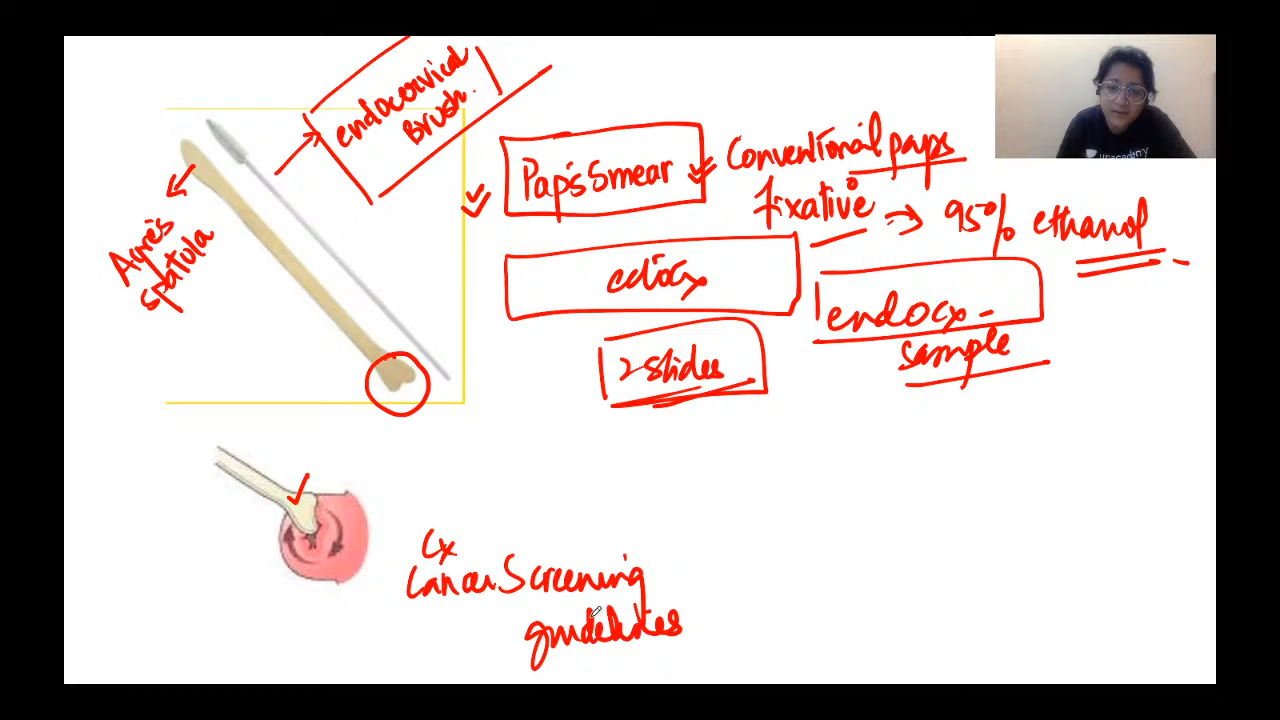 endocervical
Brush.
Pap's Smear
Conventional paps
fixative → 95% ethanol
Ayre's
spatula
ectocx
endocx -
sample
2 slides
Cx
Cancer Screening
guidelines